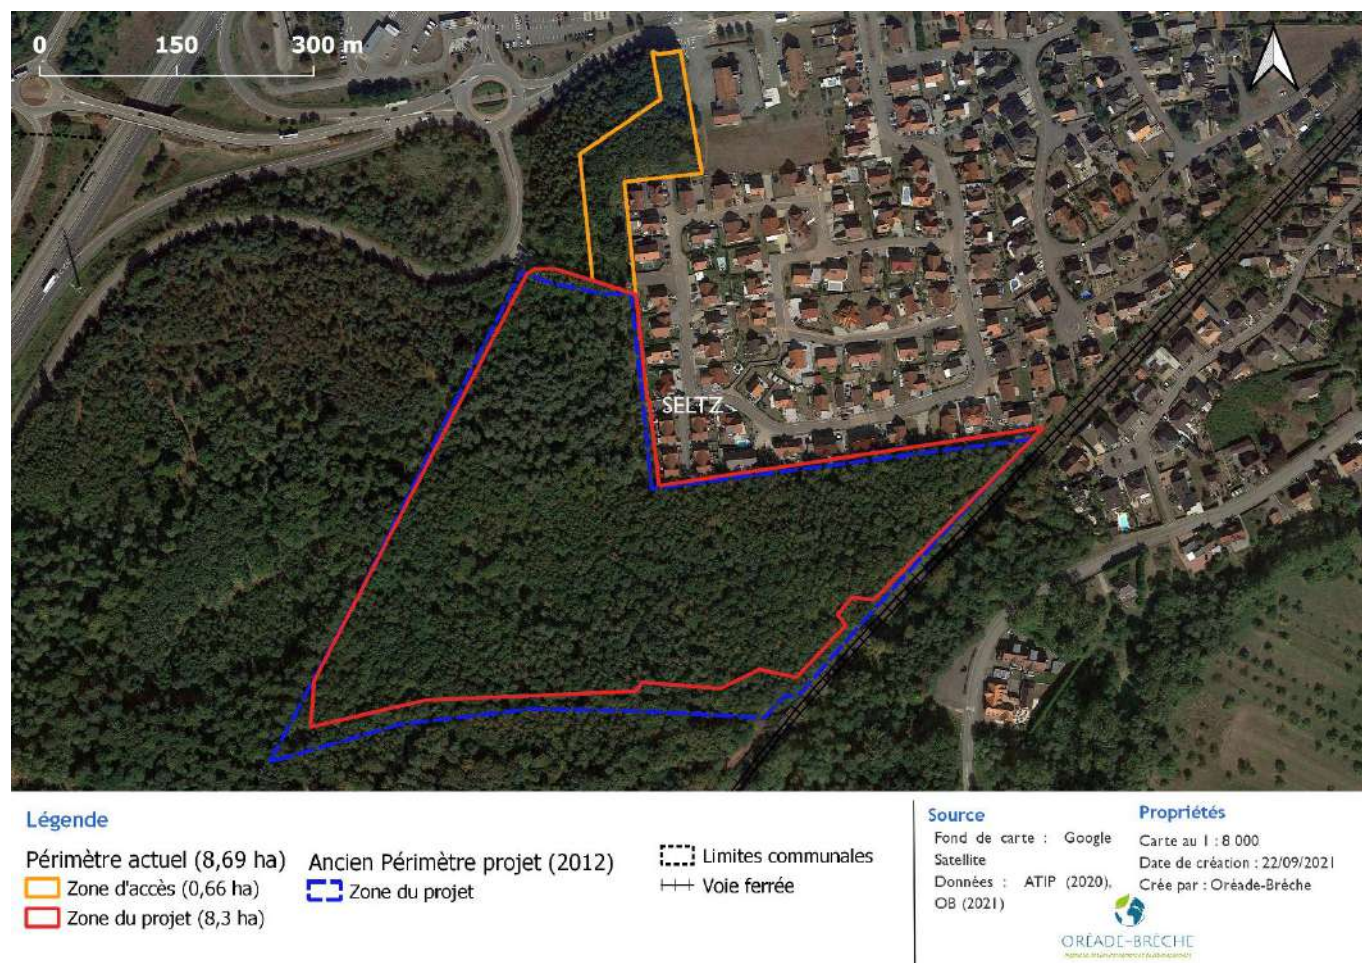 0 150 300 m
SELTZ
Légende
Périmètre actuel (8,69 ha)
Zone d'accès (0,66 ha)
Zone du projet (8,3 ha)
Ancien Périmètre projet (2012)
Zone du projet
Limites communales
Voie ferrée
Source
Fond de carte : Google
Satellite
Données : ATIP (2020),
OB (2021)
Propriétés
Carte au 1 : 8 000
Date de création : 22/09/2021
Crée par : Oréade-Brèche
ORÉADE-BRÈCHE